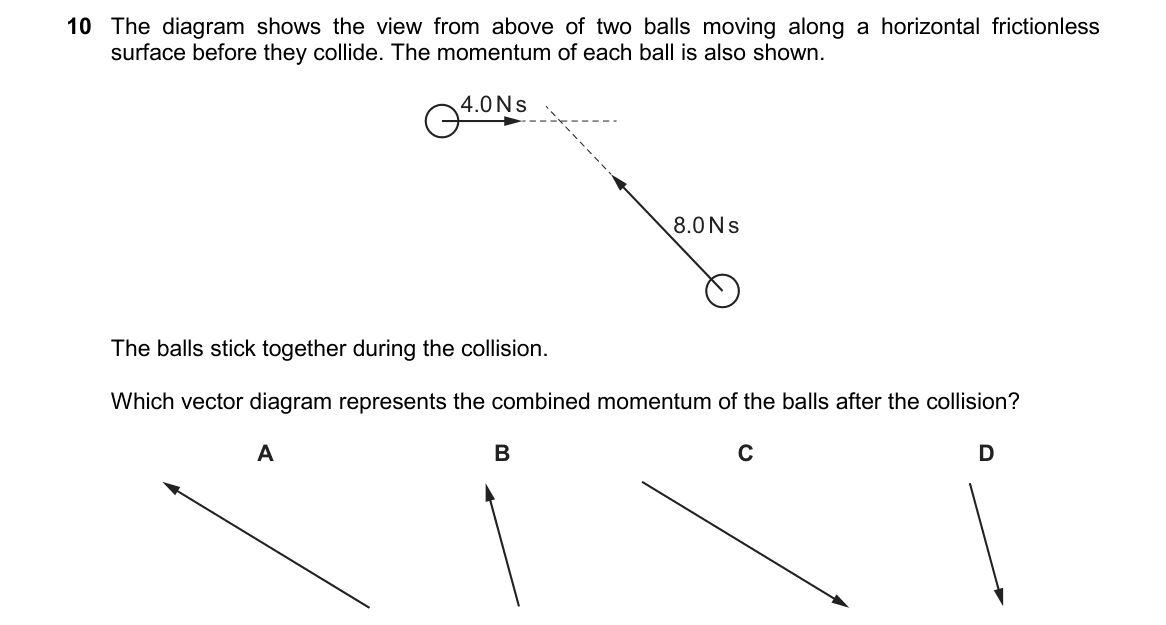 10 The diagram shows the view from above of two balls moving along a horizontal frictionless
surface before they collide. The momentum of each ball is also shown.
4.0 N s
8.0 N s
The balls stick together during the collision.
Which vector diagram represents the combined momentum of the balls after the collision?
A B C D